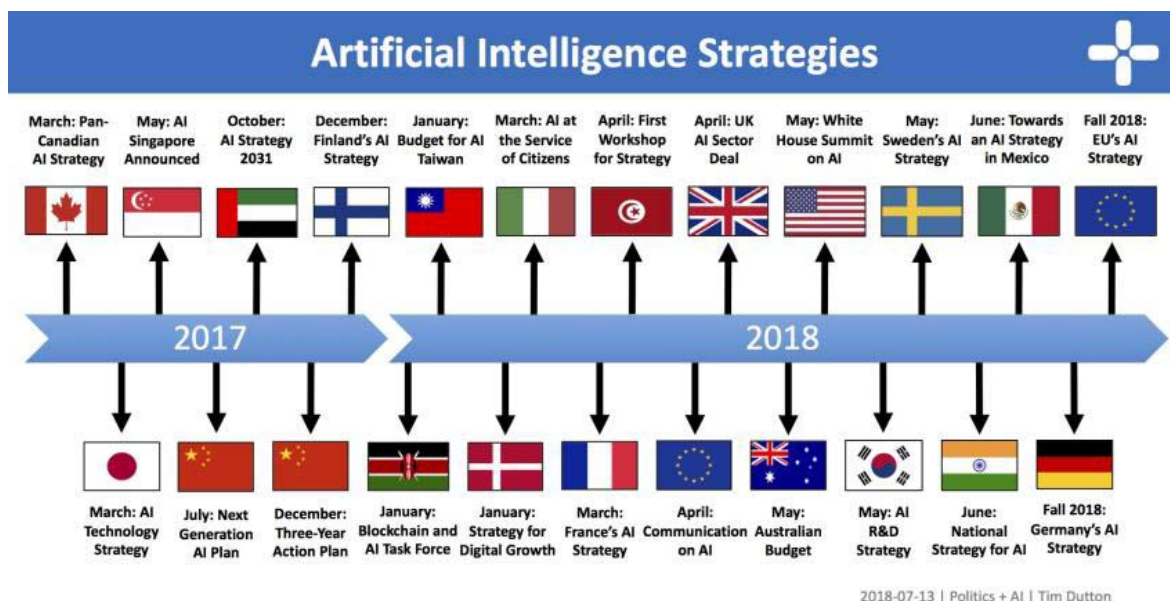 Artificial Intelligence Strategies
March: Pan-
Canadian
AI Strategy
May: AI
Singapore
Announced
October:
AI Strategy
2031
December:
Finland's AI
Strategy
January:
Budget for AI
Taiwan
March: AI at
the Service
of Citizens
April: First
Workshop
for Strategy
April: UK
AI Sector
Deal
May: White
House Summit
on AI
May:
Sweden's AI
Strategy
June: Towards
an AI Strategy
in Mexico
Fall 2018:
EU's AI
Strategy
2017
2018
March: AI
Technology
Strategy
July: Next
Generation
AI Plan
December:
Three-Year
Action Plan
January:
Blockchain and
AI Task Force
January:
Strategy for
Digital Growth
March:
France's AI
Strategy
April:
Communication
on AI
May:
Australian
Budget
May: AI
R&D
Strategy
June:
National
Strategy for AI
Fall 2018:
Germany's AI
Strategy
2018-07-13 | Politics + AI | Tim Dutton